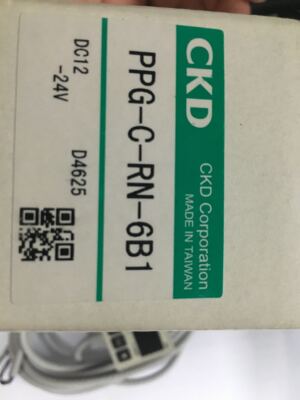 CKD
CKD Corporation
MADE IN TAIWAN
PPG-C-RN-6B1
DC12
-24V
D4625